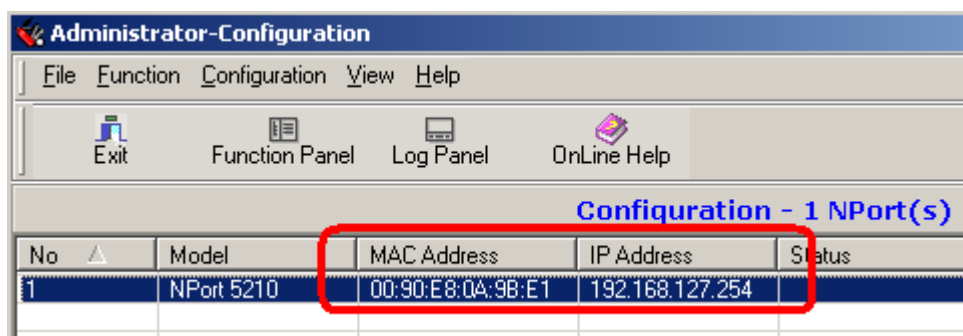 Administrator-Configuration
File Function Configuration View Help
Exit Function Panel Log Panel OnLine Help
Configuration - 1 NPort(s)
No Model MAC Address IP Address Status
1 NPort 5210 00:90:E8:0A:9B:E1 192.168.127.254